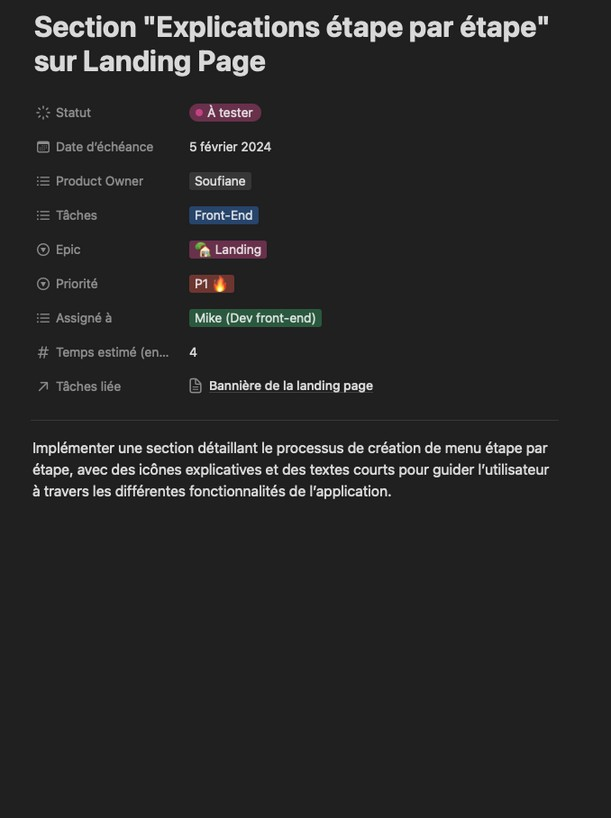 Section "Explications étape par étape"
sur Landing Page
Statut À tester
Date d'échéance 5 février 2024
Product Owner Soufiane
Tâches Front-End
Epic 🏡 Landing
Priorité P1 🔥
Assigné à Mike (Dev front-end)
# Temps estimé (en... 4
Tâches liée Bannière de la landing page
Implémenter une section détaillant le processus de création de menu étape par
étape, avec des icônes explicatives et des textes courts pour guider l'utilisateur
à travers les différentes fonctionnalités de l'application.